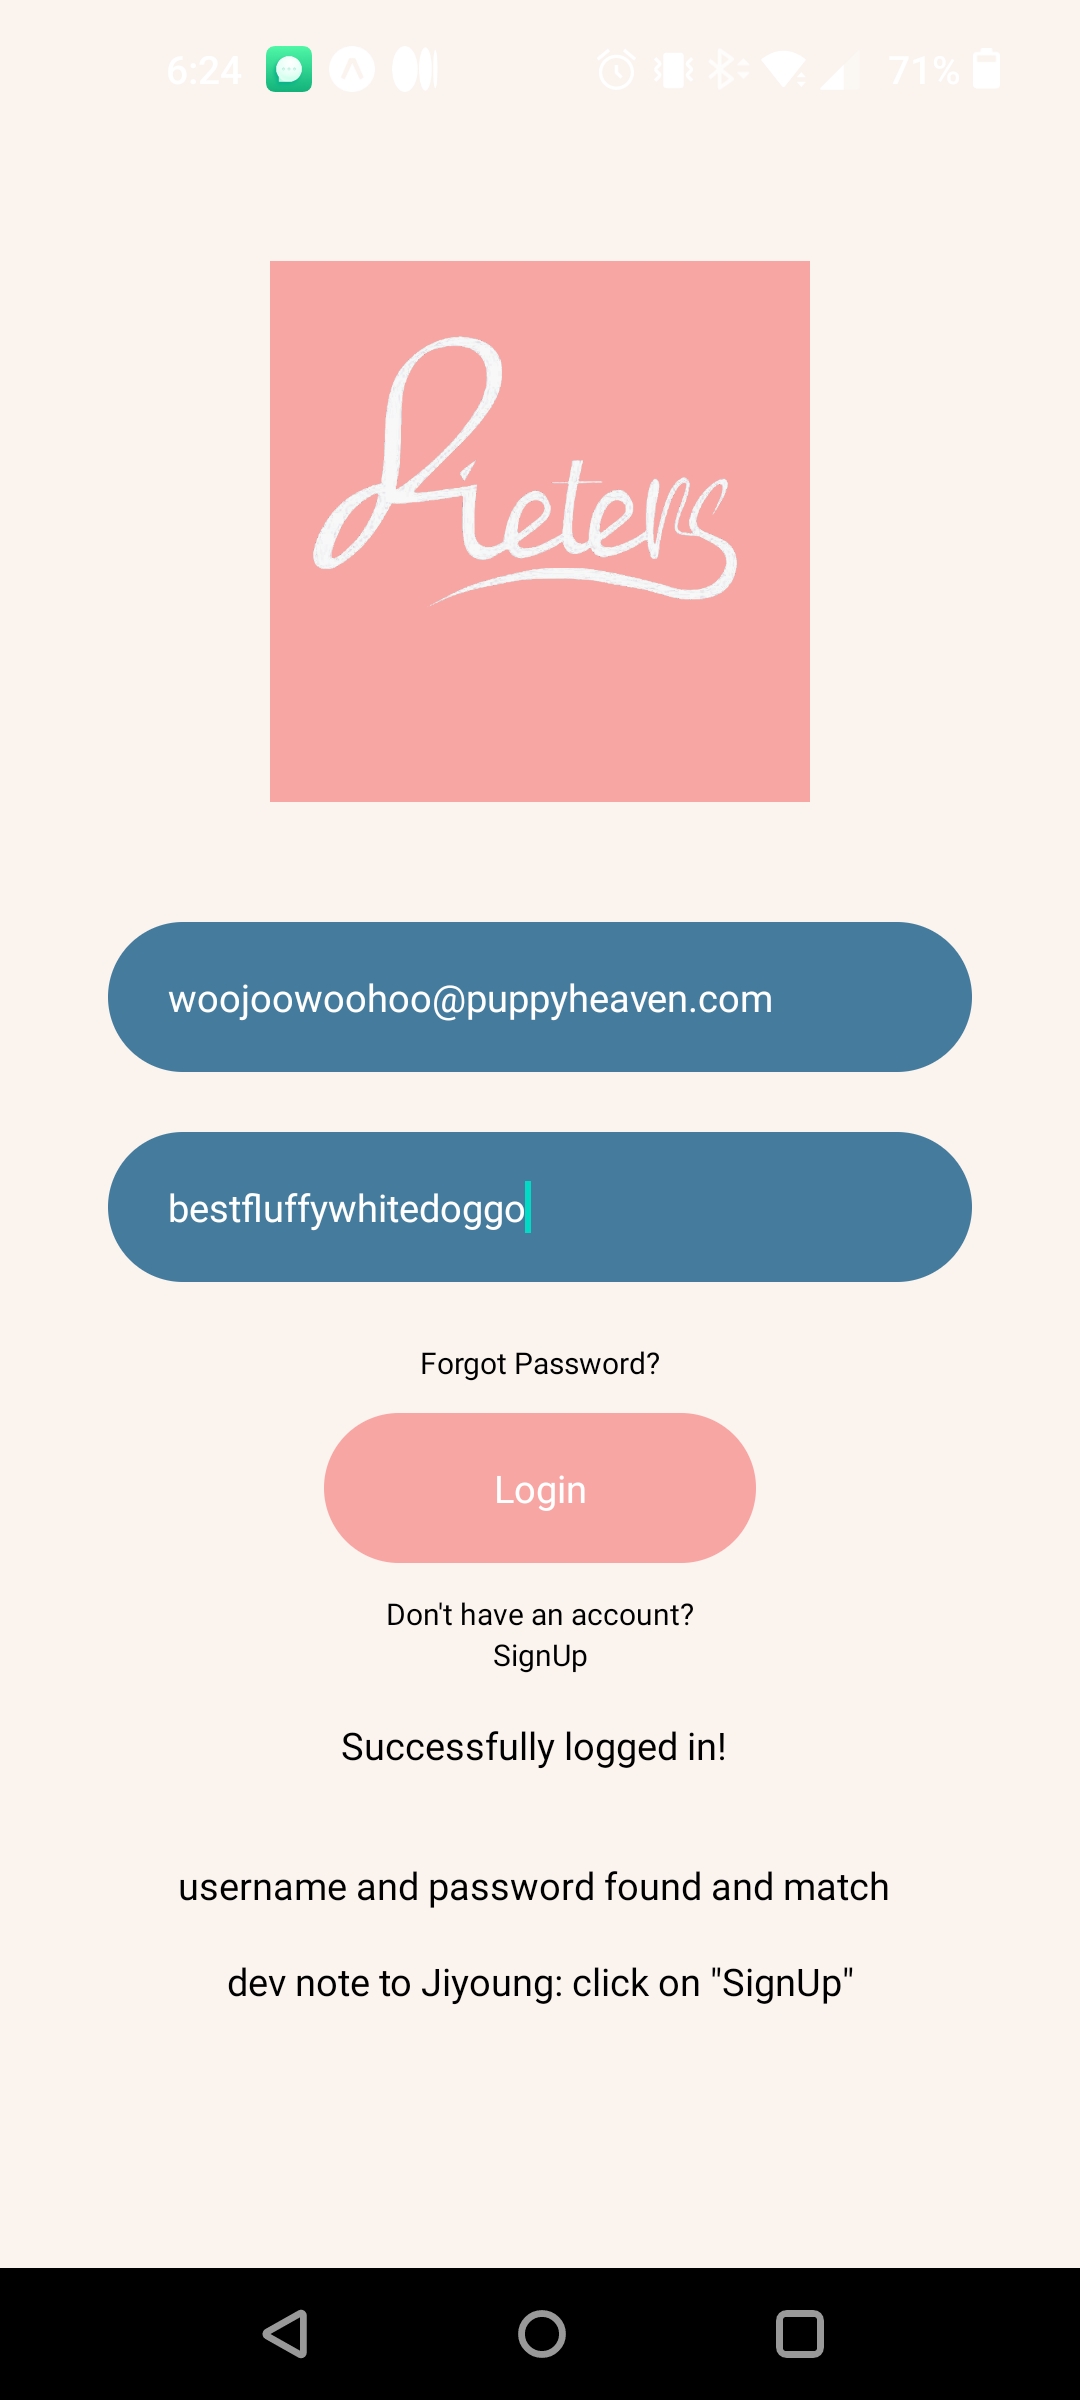 6:24
71%
Dieters
woojoowoohoo@puppyheaven.com
bestfluffywhitedoggo
Forgot Password?
Login
Don't have an account?
SignUp
Successfully logged in!
username and password found and match
dev note to Jiyoung: click on "SignUp"